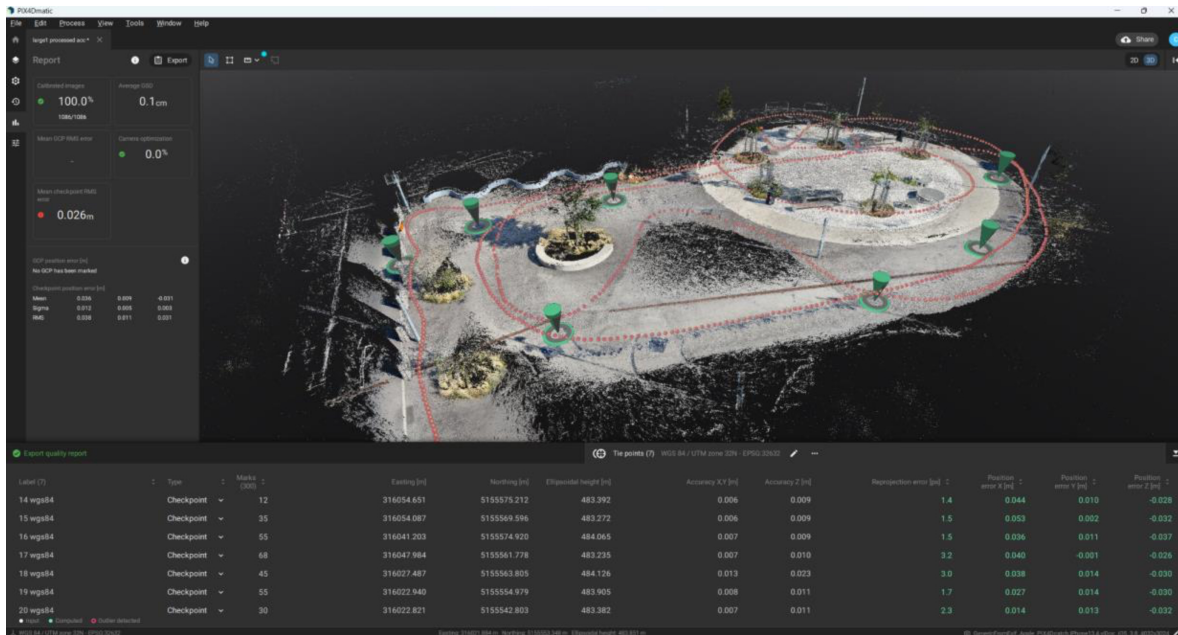 PIX4Dmatic
File Edit Process View Tools Window Help
large1 processed acc*
Share
Report
Export
2D 3D
Calibrated images
100.0%
1086/1086
Average GSD
0.1cm
Mean GCP RMS error
-
Camera optimization
0.0%
Mean checkpoint RMS error
0.026m
GCP position error [m]
No GCP has been marked
Checkpoint position error [m]
Mean 0.036 0.009 -0.031
Sigma 0.012 0.005 0.003
RMS 0.038 0.011 0.031
Export quality report
Tie points (7) WGS 84 / UTM zone 32N - EPSG:32632
Label (7) Type Marks (300) Easting [m] Northing [m] Ellipsoidal height [m] Accuracy X,Y [m] Accuracy Z [m] Reprojection error [px] Position error X [m] Position error Y [m] Position error Z [m]
14 wgs84 Checkpoint 12 316054.651 5155575.212 483.392 0.006 0.009 1.4 0.044 0.010 -0.028
15 wgs84 Checkpoint 35 316054.087 5155569.596 483.272 0.006 0.009 1.5 0.053 0.002 -0.032
16 wgs84 Checkpoint 55 316041.203 5155574.920 484.065 0.007 0.009 1.5 0.036 0.011 -0.037
17 wgs84 Checkpoint 68 316047.984 5155561.778 483.235 0.007 0.010 3.2 0.040 -0.001 -0.026
18 wgs84 Checkpoint 45 316027.487 5155563.805 484.126 0.013 0.023 3.0 0.038 0.014 -0.030
19 wgs84 Checkpoint 55 316022.940 5155554.979 483.905 0.008 0.011 1.7 0.027 0.014 -0.030
20 wgs84 Checkpoint 30 316022.821 5155542.803 483.382 0.007 0.011 2.3 0.014 0.013 -0.032
Input Computed Outlier detected
WGS 84 / UTM zone 32N - EPSG:32632